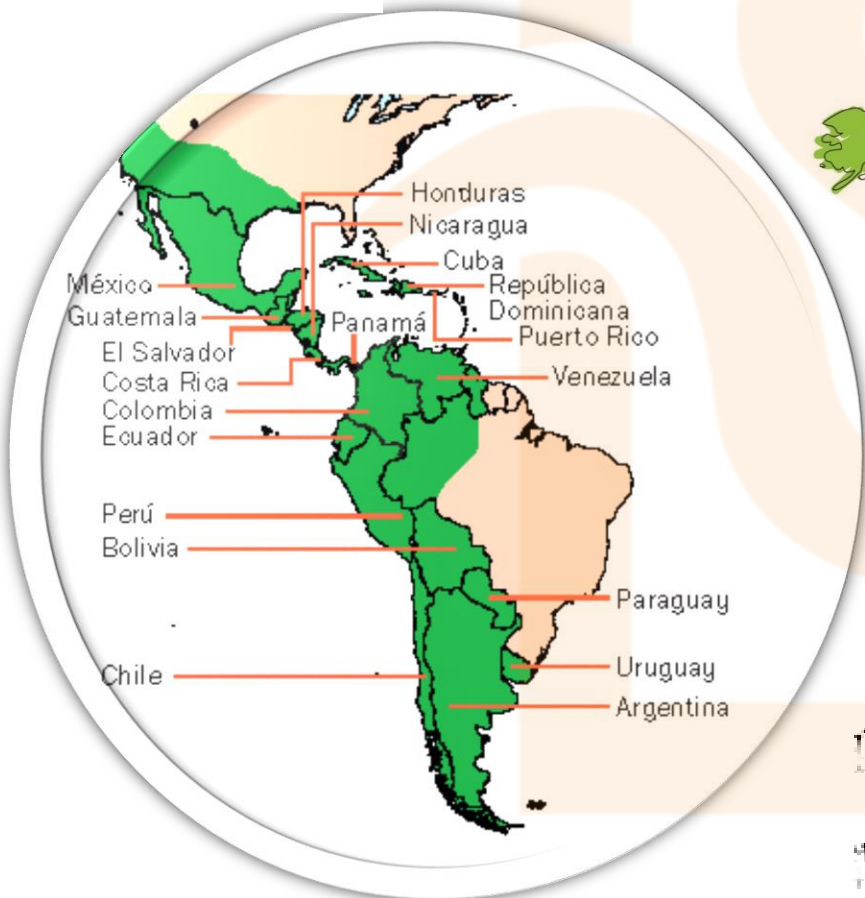 Honduras
Nicaragua
Cuba
México
República
Dominicana
Guatemala
Panamá
Puerto Rico
El Salvador
Costa Rica
Venezuela
Colombia
Ecuador
Perú
Bolivia
Paraguay
Chile
Uruguay
Argentina